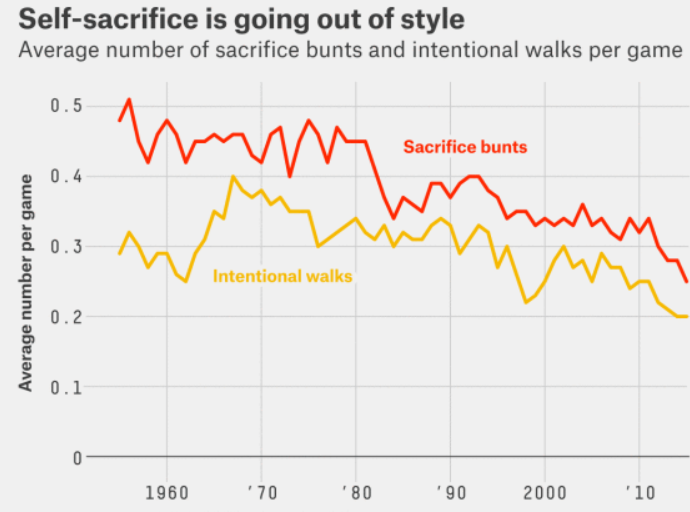 Self-sacrifice is going out of style
Average number of sacrifice bunts and intentional walks per game
0.5
Sacrifice bunts
0.4
0.3
Intentional walks
0.2
0.1
0
Average number per game
1960 '70 '80 '90 2000 '10